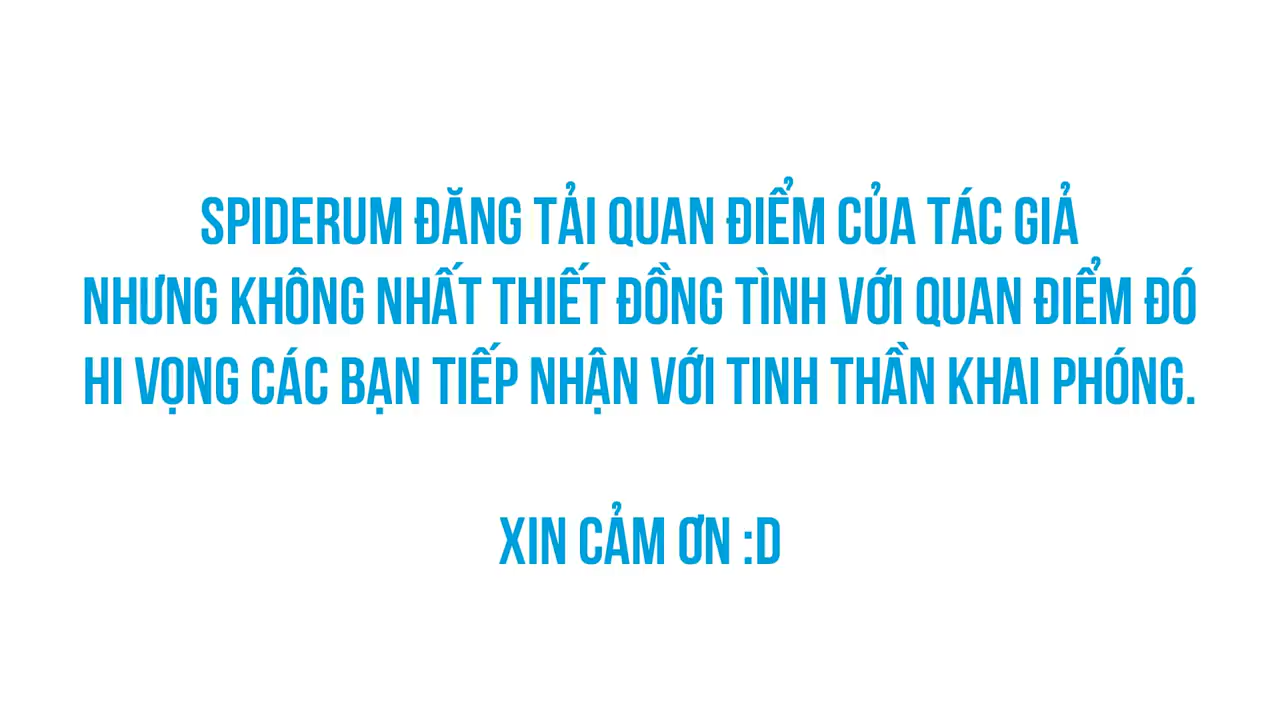 SPIDERUM ĐĂNG TẢI QUAN ĐIỂM CỦA TÁC GIẢ
NHƯNG KHÔNG NHẤT THIẾT ĐỒNG TÌNH VỚI QUAN ĐIỂM ĐÓ
HI VỌNG CÁC BẠN TIẾP NHẬN VỚI TINH THẦN KHAI PHÓNG.
XIN CẢM ƠN :D